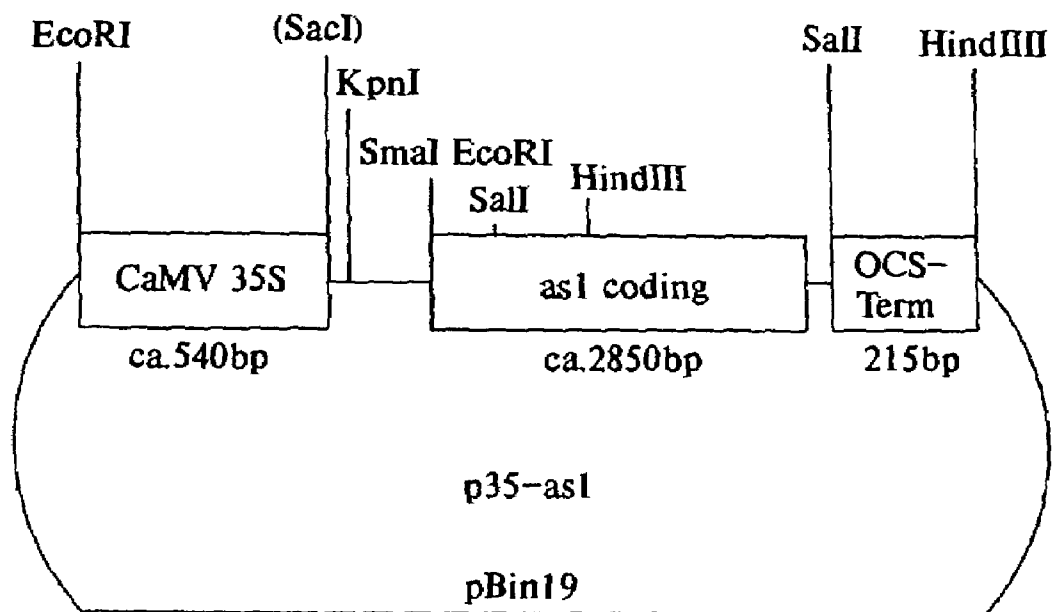 EcoRI
(SacI)
SalI
HindIII
KpnI
SmaI EcoRI
SalI
HindIII
CaMV 35S
as1 coding
OCS-
Term
ca.540bp
ca.2850bp
215bp
p35-as1
pBin19